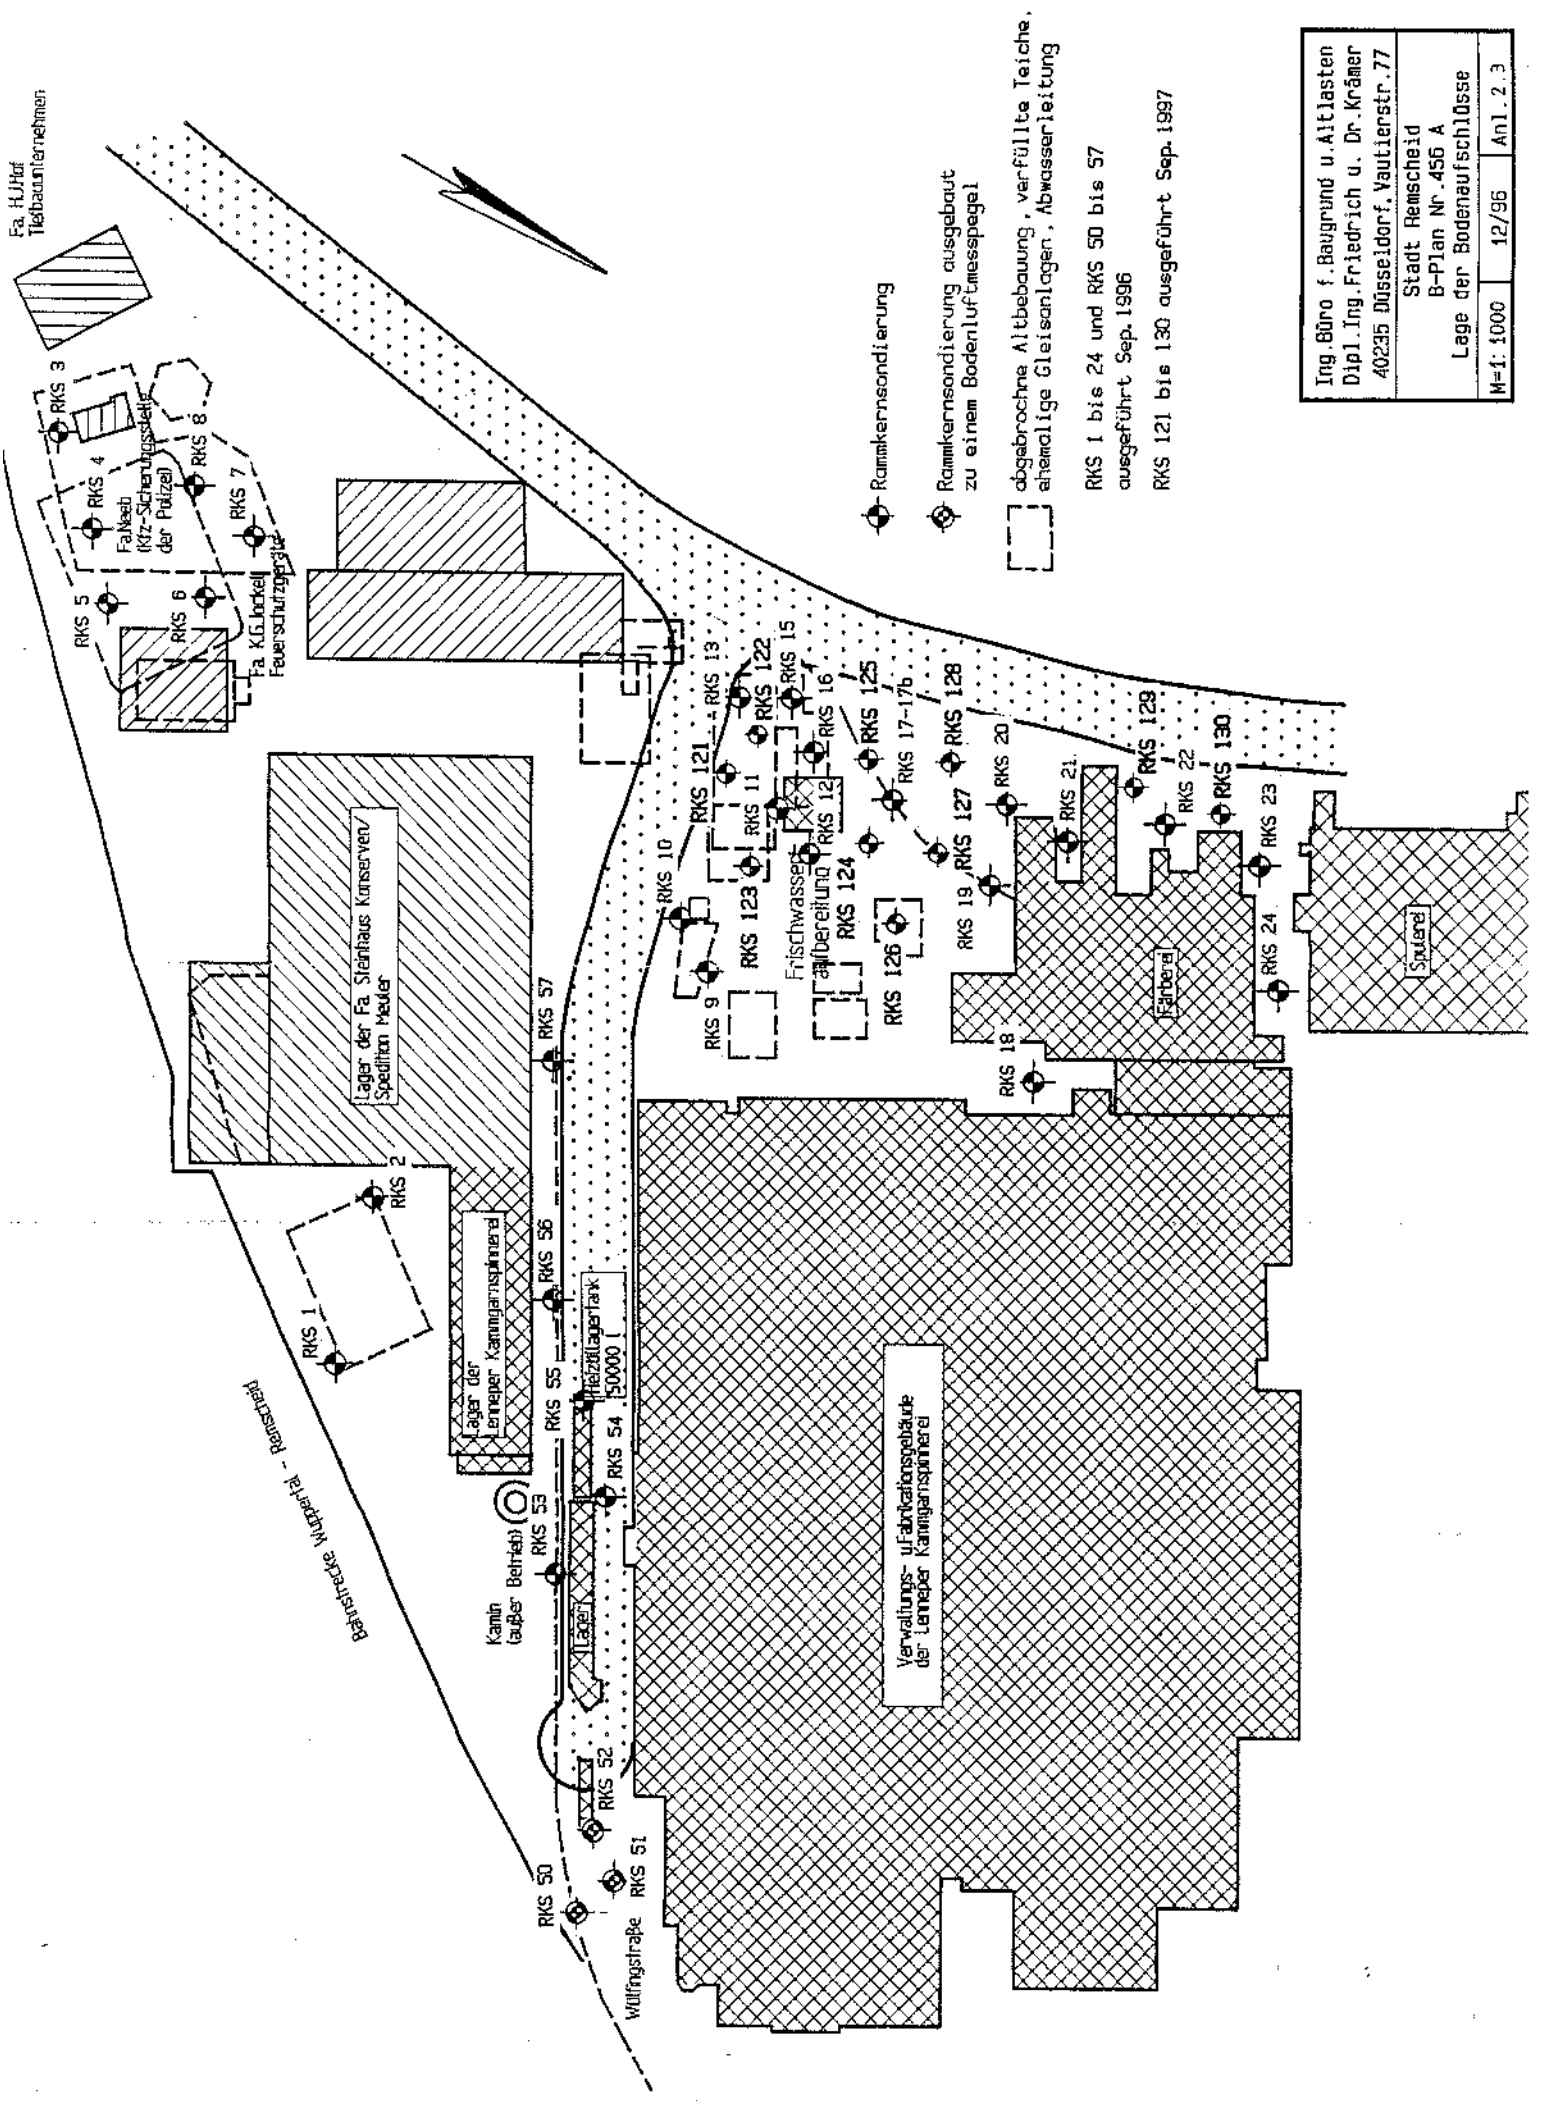 Fa. H.J.Hof
Tiefbauunternehmen
RKS 3
RKS 4
Fa.Neeb
(Kfz-Sicherungsstelle
der Polizei)
RKS 8
RKS 7
RKS 5
RKS 6
Fa K.G.Jockel
Feuerschutzgeräte
Lager der Fa. Steinhaus Konserven/
Spedition Meuler
RKS 57
RKS 2
RKS 1
Bahnstrecke Wuppertal - Remscheid
Lager der
Lenneper Kammgarnspinnerei
RKS 56
Heizöllagertank
50000 l
RKS 55
RKS 54
RKS 53
Kamin
(außer Betrieb)
Lager
RKS 52
RKS 51
RKS 50
Wülfingstraße
RKS 13
RKS 122
RKS 15
RKS 16
RKS 125
RKS 17-17b
RKS 128
RKS 20
RKS 129
RKS 22
RKS 130
RKS 23
RKS 121
RKS 11
RKS 12
RKS 127
RKS 21
RKS 10
RKS 123
Frischwasser
aufbereitung
RKS 124
RKS 126
RKS 19
RKS 24
RKS 9
RKS 18
Färberei
Spulerei
Verwaltungs- u.Fabrikationsgebäude
der Lenneper Kammgarnspinnerei
Rammkernsondierung
Rammkernsondierung ausgebaut
zu einem Bodenluftmesspegel
abgebrochne Altbebauung, verfüllte Teiche,
ehemalige Gleisanlagen, Abwasserleitung
RKS 1 bis 24 und RKS 50 bis 57
ausgeführt Sep.1996
RKS 121 bis 130 ausgeführt Sep.1997
Ing.Büro f.Baugrund u.Altlasten
Dipl.Ing.Friedrich u. Dr.Krämer
40235 Düsseldorf,Vautierstr.77
Stadt Remscheid
B-Plan Nr.456 A
Lage der Bodenaufschlüsse
M=1:1000 12/96 Anl.2.3